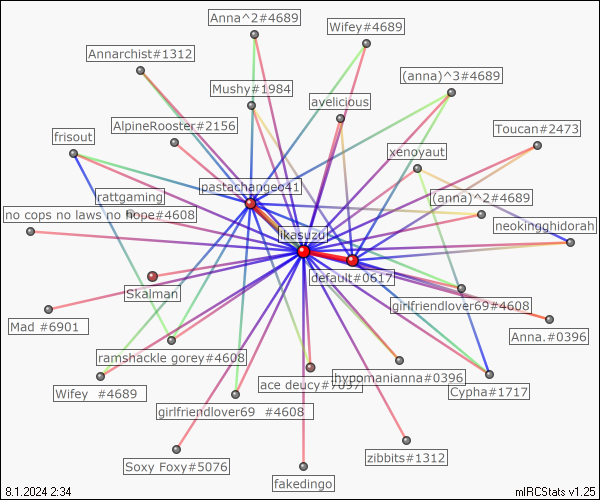 Anna^2#4689
Wifey#4689
Annarchist#1312
(anna)^3#4689
Mushy#1984
avelicious
AlpineRooster#2156
Toucan#2473
frisout
xenoyaut
pastachangeo41
rattgaming
(anna)^2#4689
no cops no laws no hope#4608
neokingghidorah
ikasuzu
default#0617
Skalman
girlfriendlover69#4608
Mad #6901
Anna.#0396
ramshackle gorey#4608
ace deucy#7097
hypomanianna#0396
Wifey #4689
Cypha#1717
girlfriendlover69 #4608
zibbits#1312
Soxy Foxy#5076
fakedingo
8.1.2024 2:34
mIRCStats v1.25